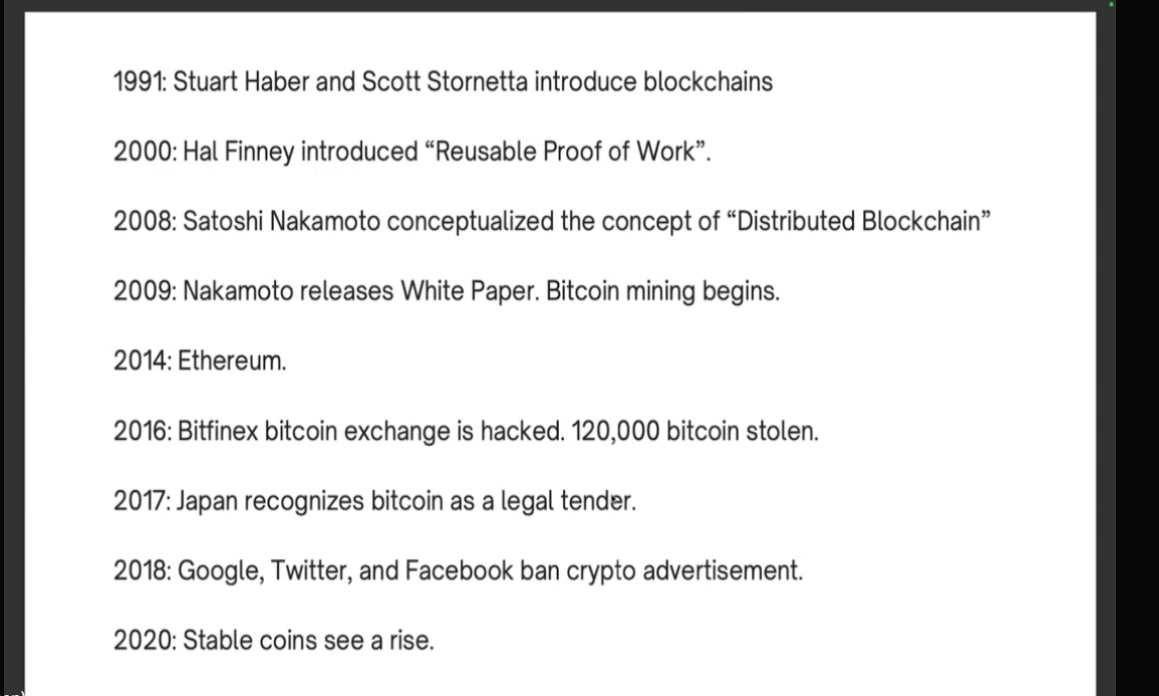 1991: Stuart Haber and Scott Stornetta introduce blockchains
2000: Hal Finney introduced “Reusable Proof of Work”.
2008: Satoshi Nakamoto conceptualized the concept of “Distributed Blockchain”
2009: Nakamoto releases White Paper. Bitcoin mining begins.
2014: Ethereum.
2016: Bitfinex bitcoin exchange is hacked. 120,000 bitcoin stolen.
2017: Japan recognizes bitcoin as a legal tender.
2018: Google, Twitter, and Facebook ban crypto advertisement.
2020: Stable coins see a rise.